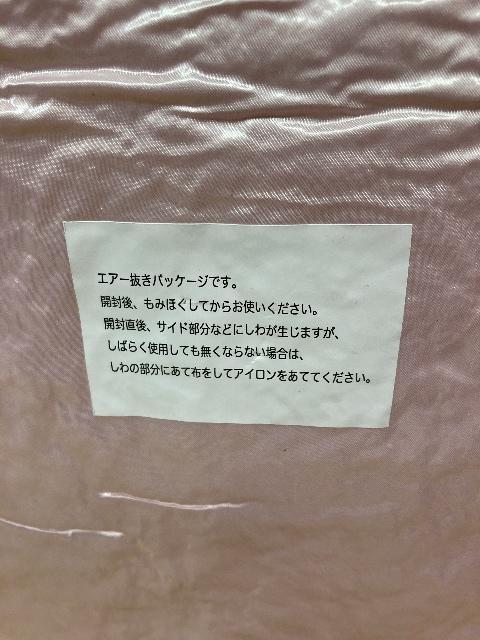 エアー抜きパッケージです。
開封後、もみほぐしてからお使いください。
開封直後、サイド部分などにしわが生じますが、
しばらく使用しても無くならない場合は、
しわの部分にあて布をしてアイロンをあててください。